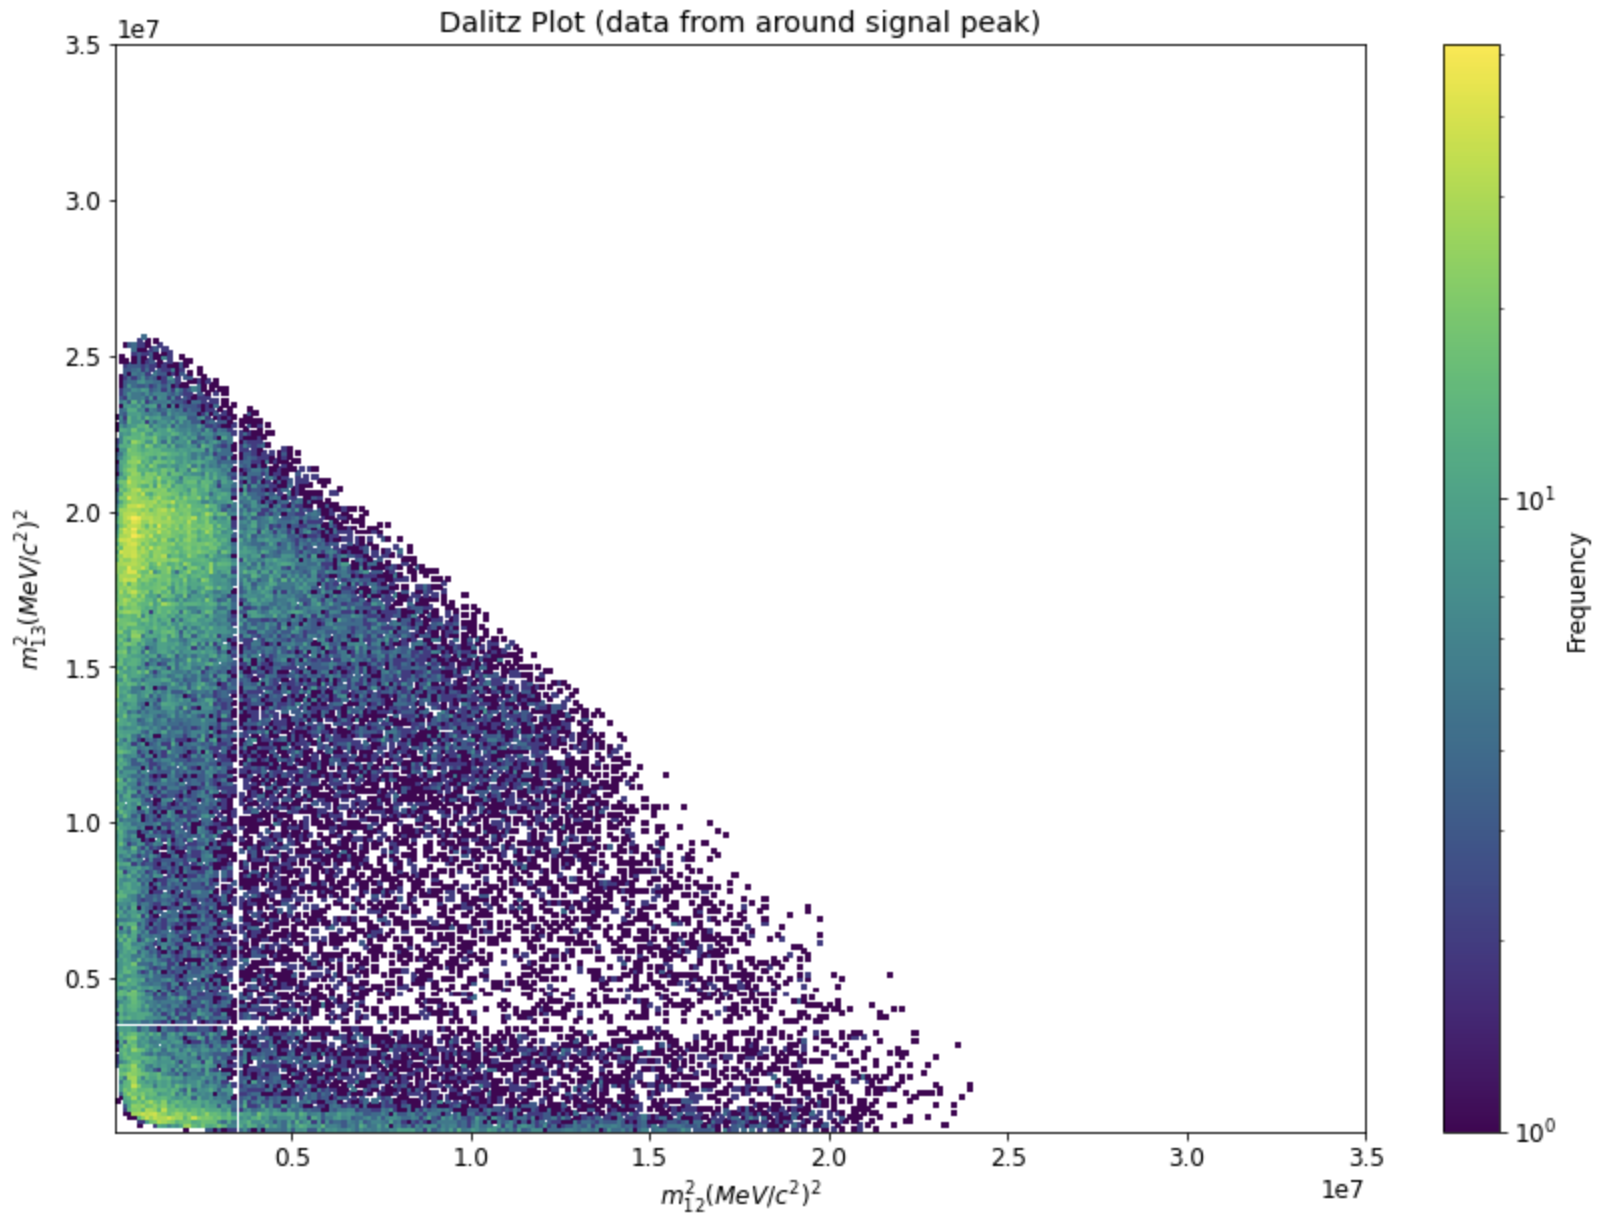 Dalitz Plot (data from around signal peak)
1e7
3.5
3.0
2.5
2.0
1.5
1.0
0.5
m²₁₃(MeV/c²)²
0.5 1.0 1.5 2.0 2.5 3.0 3.5
1e7
m²₁₂(MeV/c²)²
10¹
10⁰
Frequency